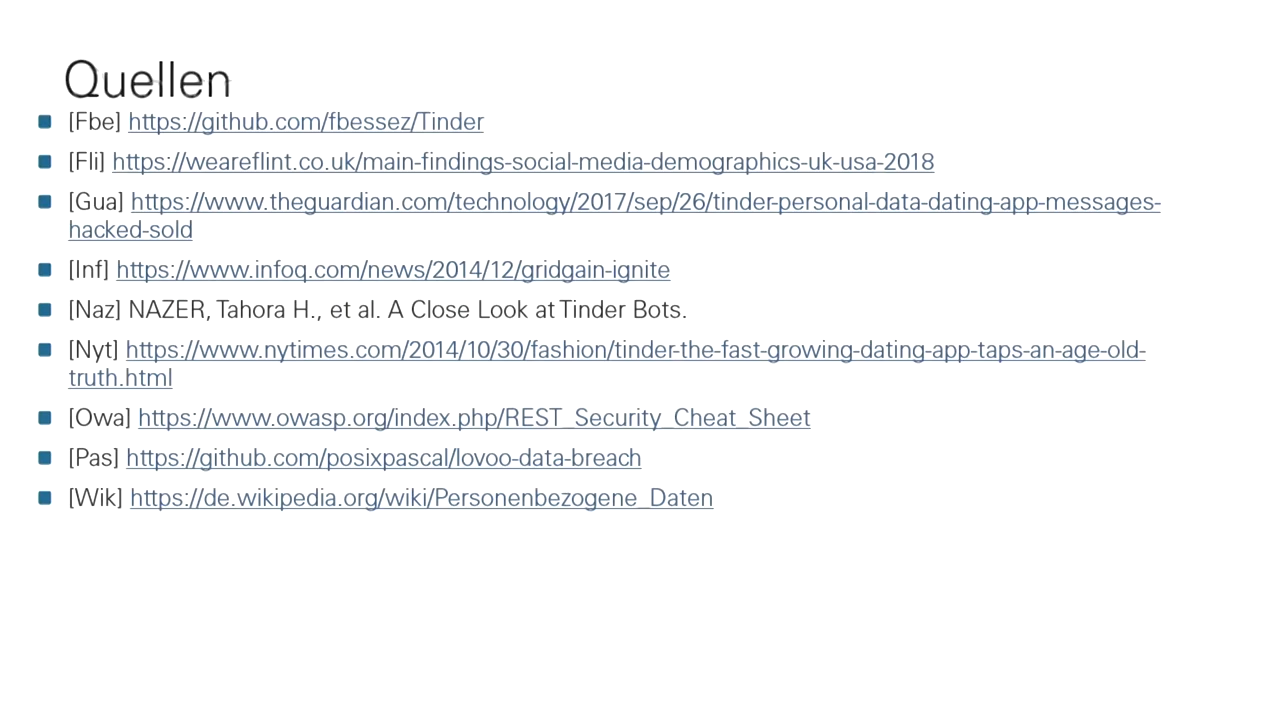 Quellen
[Fbe] https://github.com/fbessez/Tinder
[Fli] https://weareflint.co.uk/main-findings-social-media-demographics-uk-usa-2018
[Gua] https://www.theguardian.com/technology/2017/sep/26/tinder-personal-data-dating-app-messages-
hacked-sold
[Inf] https://www.infoq.com/news/2014/12/gridgain-ignite
[Naz] NAZER, Tahora H., et al. A Close Look at Tinder Bots.
[Nyt] https://www.nytimes.com/2014/10/30/fashion/tinder-the-fast-growing-dating-app-taps-an-age-old-
truth.html
[Owa] https://www.owasp.org/index.php/REST_Security_Cheat_Sheet
[Pas] https://github.com/posixpascal/lovoo-data-breach
[Wik] https://de.wikipedia.org/wiki/Personenbezogene_Daten